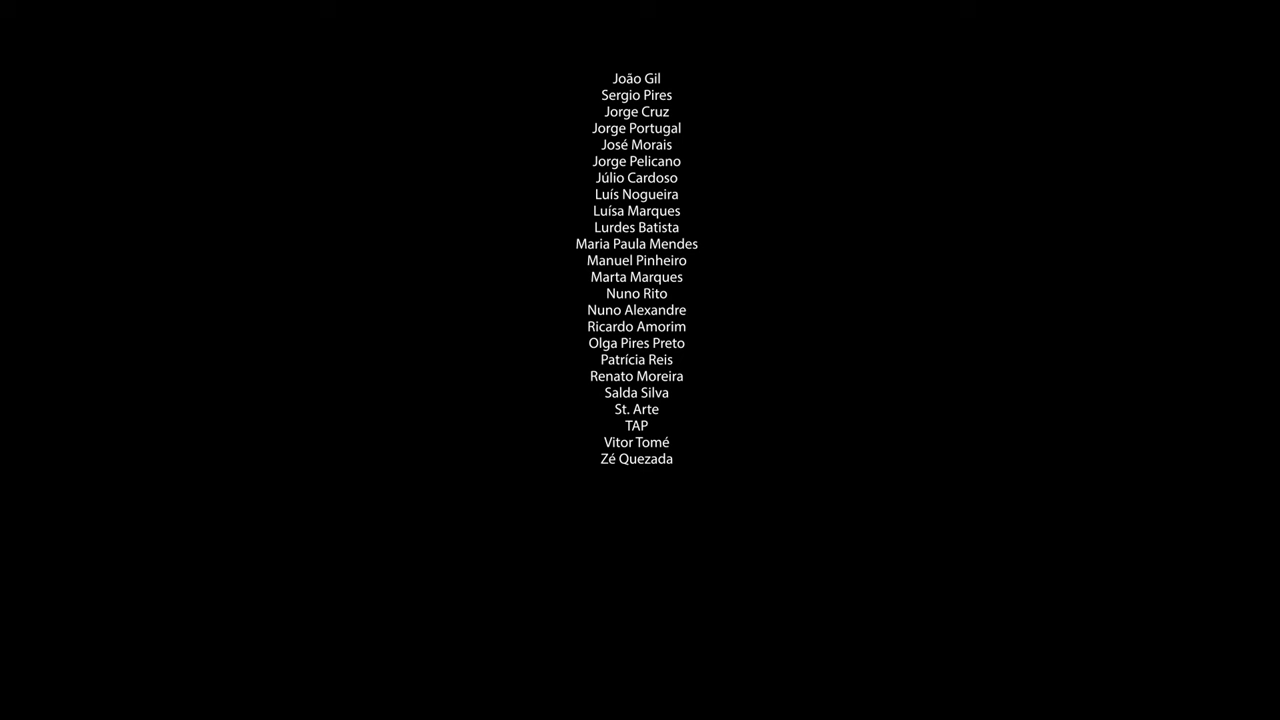 João Gil
Sergio Pires
Jorge Cruz
Jorge Portugal
José Morais
Jorge Pelicano
Júlio Cardoso
Luís Nogueira
Luísa Marques
Lurdes Batista
Maria Paula Mendes
Manuel Pinheiro
Marta Marques
Nuno Rito
Nuno Alexandre
Ricardo Amorim
Olga Pires Preto
Patrícia Reis
Renato Moreira
Salda Silva
St. Arte
TAP
Vitor Tomé
Zé Quezada